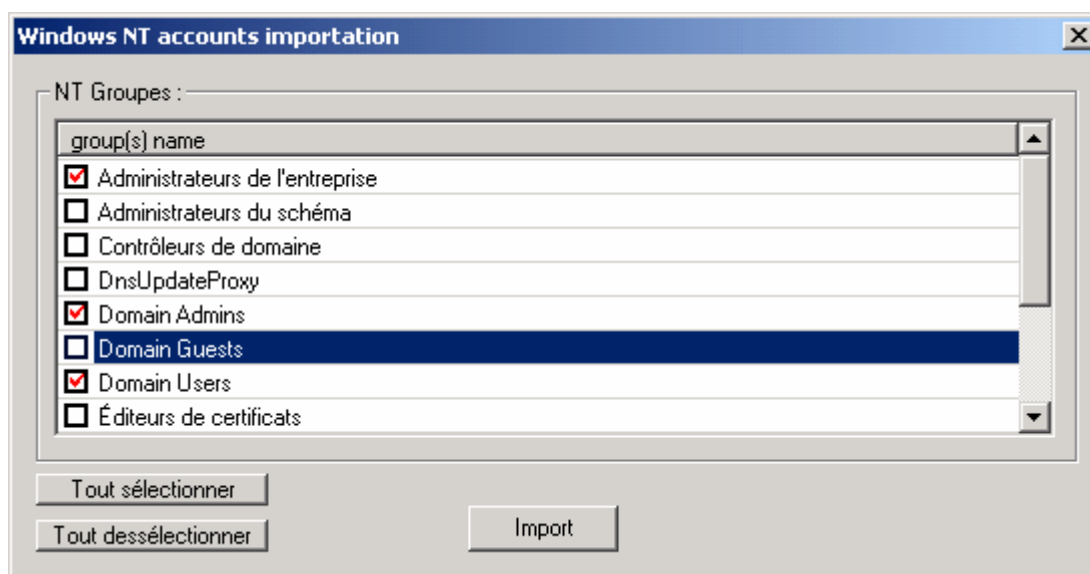 Windows NT accounts importation
NT Groupes :
group(s) name
Administrateurs de l'entreprise
Administrateurs du schéma
Contrôleurs de domaine
DnsUpdateProxy
Domain Admins
Domain Guests
Domain Users
Éditeurs de certificats
Tout sélectionner
Tout dessélectionner
Import